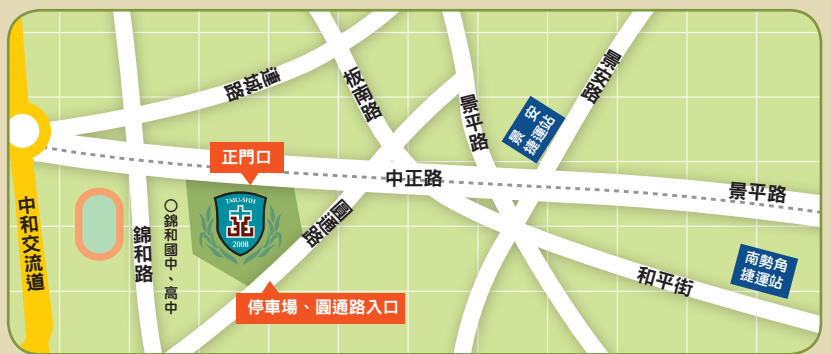 連城路
板南路
景平路
景安路
景安
捷運站
正門口
中正路
景平路
中和交流道
錦和路
〇錦和國中、高中
TMU-SHH
2008
圓通路
南勢角
捷運站
和平街
停車場、圓通路入口